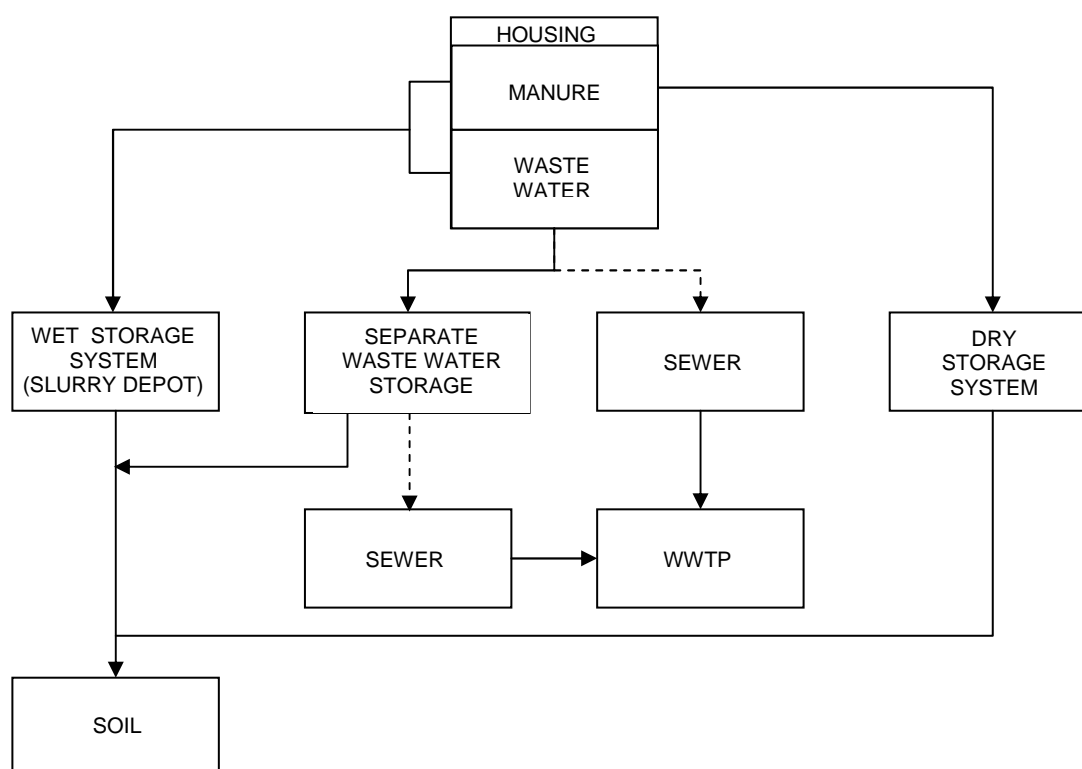 HOUSING
MANURE
WASTE
WATER
WET STORAGE
SYSTEM
(SLURRY DEPOT)
SEPARATE
WASTE WATER
STORAGE
SEWER
DRY
STORAGE
SYSTEM
SEWER
WWTP
SOIL